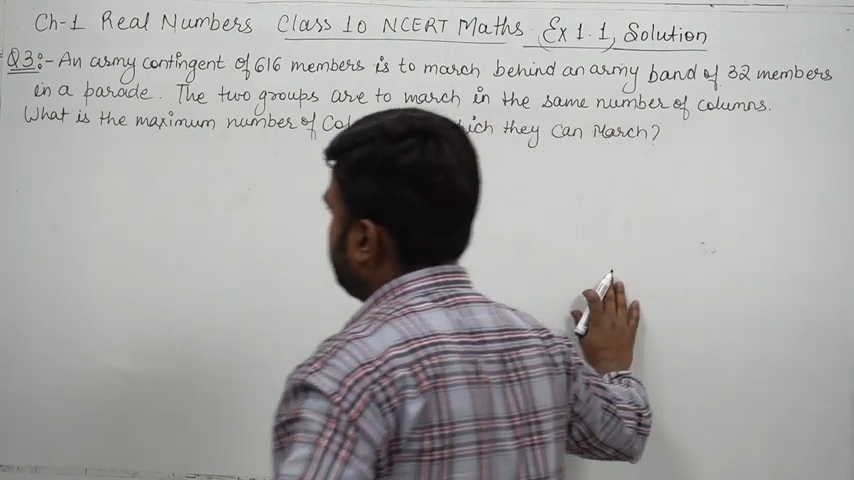 Ch-1 Real Numbers Class 10 NCERT Maths Ex 1.1, Solution
Q3:- An army contingent of 616 members is to march behind an army band of 32 members
in a parade. The two groups are to march in the same number of columns.
What is the maximum number of Col which they can March?